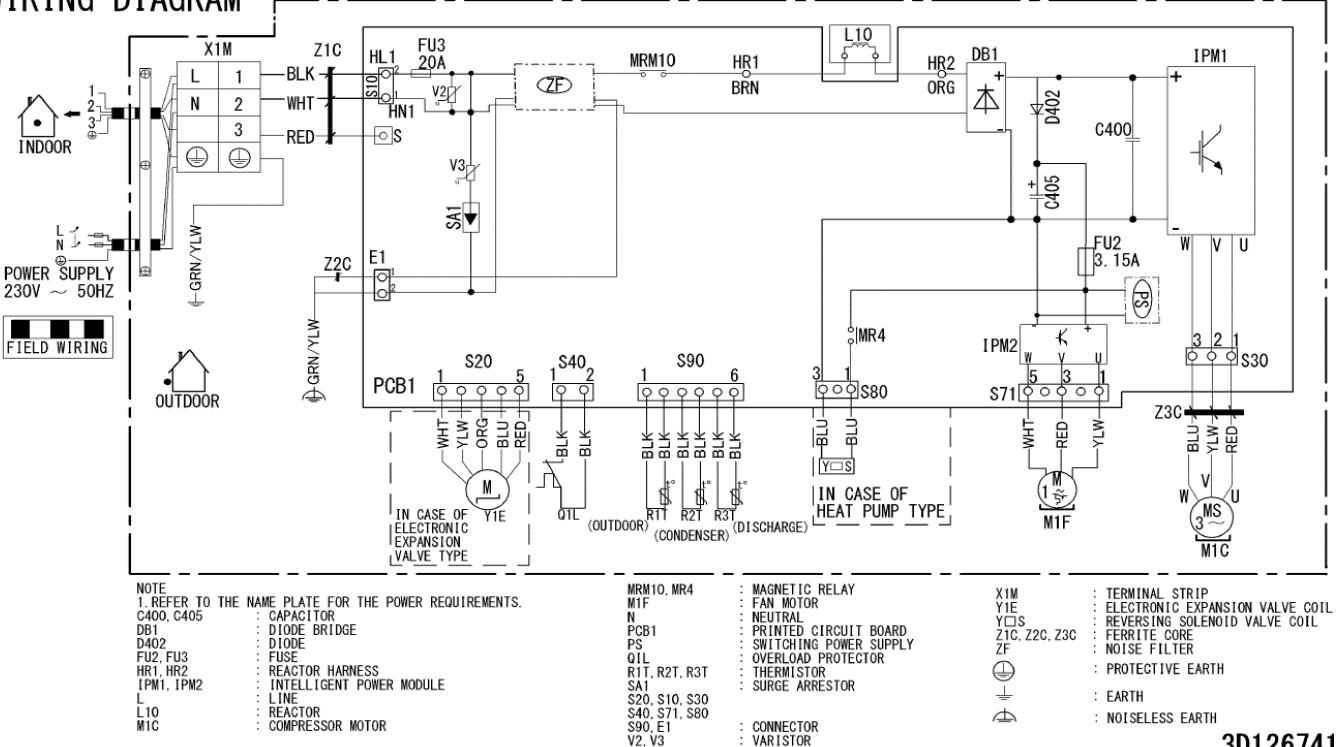 WIRING DIAGRAM
X1M
Z1C
HL1
FU3
20A
MRM10
HR1
BRN
L10
HR2
ORG
DB1
IPM1
L 1
N 2
3
BLK
WHT
RED
S10
2
1
HN1
S
V2
ZF
+
-
D402
C400
+
-
1
2
3
INDOOR
V3
SA1
+
C405
L
N
POWER SUPPLY
230V ~ 50HZ
FIELD WIRING
GRN/YLW
Z2C
E1
1
2
GRN/YLW
FU2
3.15A
PS
W V U
MR4
- +
IPM2
W V U
3 2 1
S30
OUTDOOR
PCB1
S20
1 5
S40
1 2
S90
1 6
3 1
S80
S71
5 3 1
Z3C
WHT YLW ORG BLU RED
BLK BLK
BLK BLK BLK BLK BLK BLK
BLU BLU
WHT RED YLW
BLU YLW RED
M
Y1E
IN CASE OF
ELECTRONIC
EXPANSION
VALVE TYPE
Q1L
R1T R2T R3T
(OUTDOOR)
(CONDENSER)
(DISCHARGE)
Y□S
IN CASE OF
HEAT PUMP TYPE
M
1 ~
M1F
W V U
MS
3 ~
M1C
NOTE
1. REFER TO THE NAME PLATE FOR THE POWER REQUIREMENTS.
C400, C405 : CAPACITOR
DB1 : DIODE BRIDGE
D402 : DIODE
FU2, FU3 : FUSE
HR1, HR2 : REACTOR HARNESS
IPM1, IPM2 : INTELLIGENT POWER MODULE
L : LINE
L10 : REACTOR
M1C : COMPRESSOR MOTOR
MRM10, MR4 : MAGNETIC RELAY
M1F : FAN MOTOR
N : NEUTRAL
PCB1 : PRINTED CIRCUIT BOARD
PS : SWITCHING POWER SUPPLY
Q1L : OVERLOAD PROTECTOR
R1T, R2T, R3T : THERMISTOR
SA1 : SURGE ARRESTOR
S20, S10, S30
S40, S71, S80
S90, E1 : CONNECTOR
V2, V3 : VARISTOR
X1M : TERMINAL STRIP
Y1E : ELECTRONIC EXPANSION VALVE COIL
Y□S : REVERSING SOLENOID VALVE COIL
Z1C, Z2C, Z3C : FERRITE CORE
ZF : NOISE FILTER
: PROTECTIVE EARTH
: EARTH
: NOISELESS EARTH
3D126741